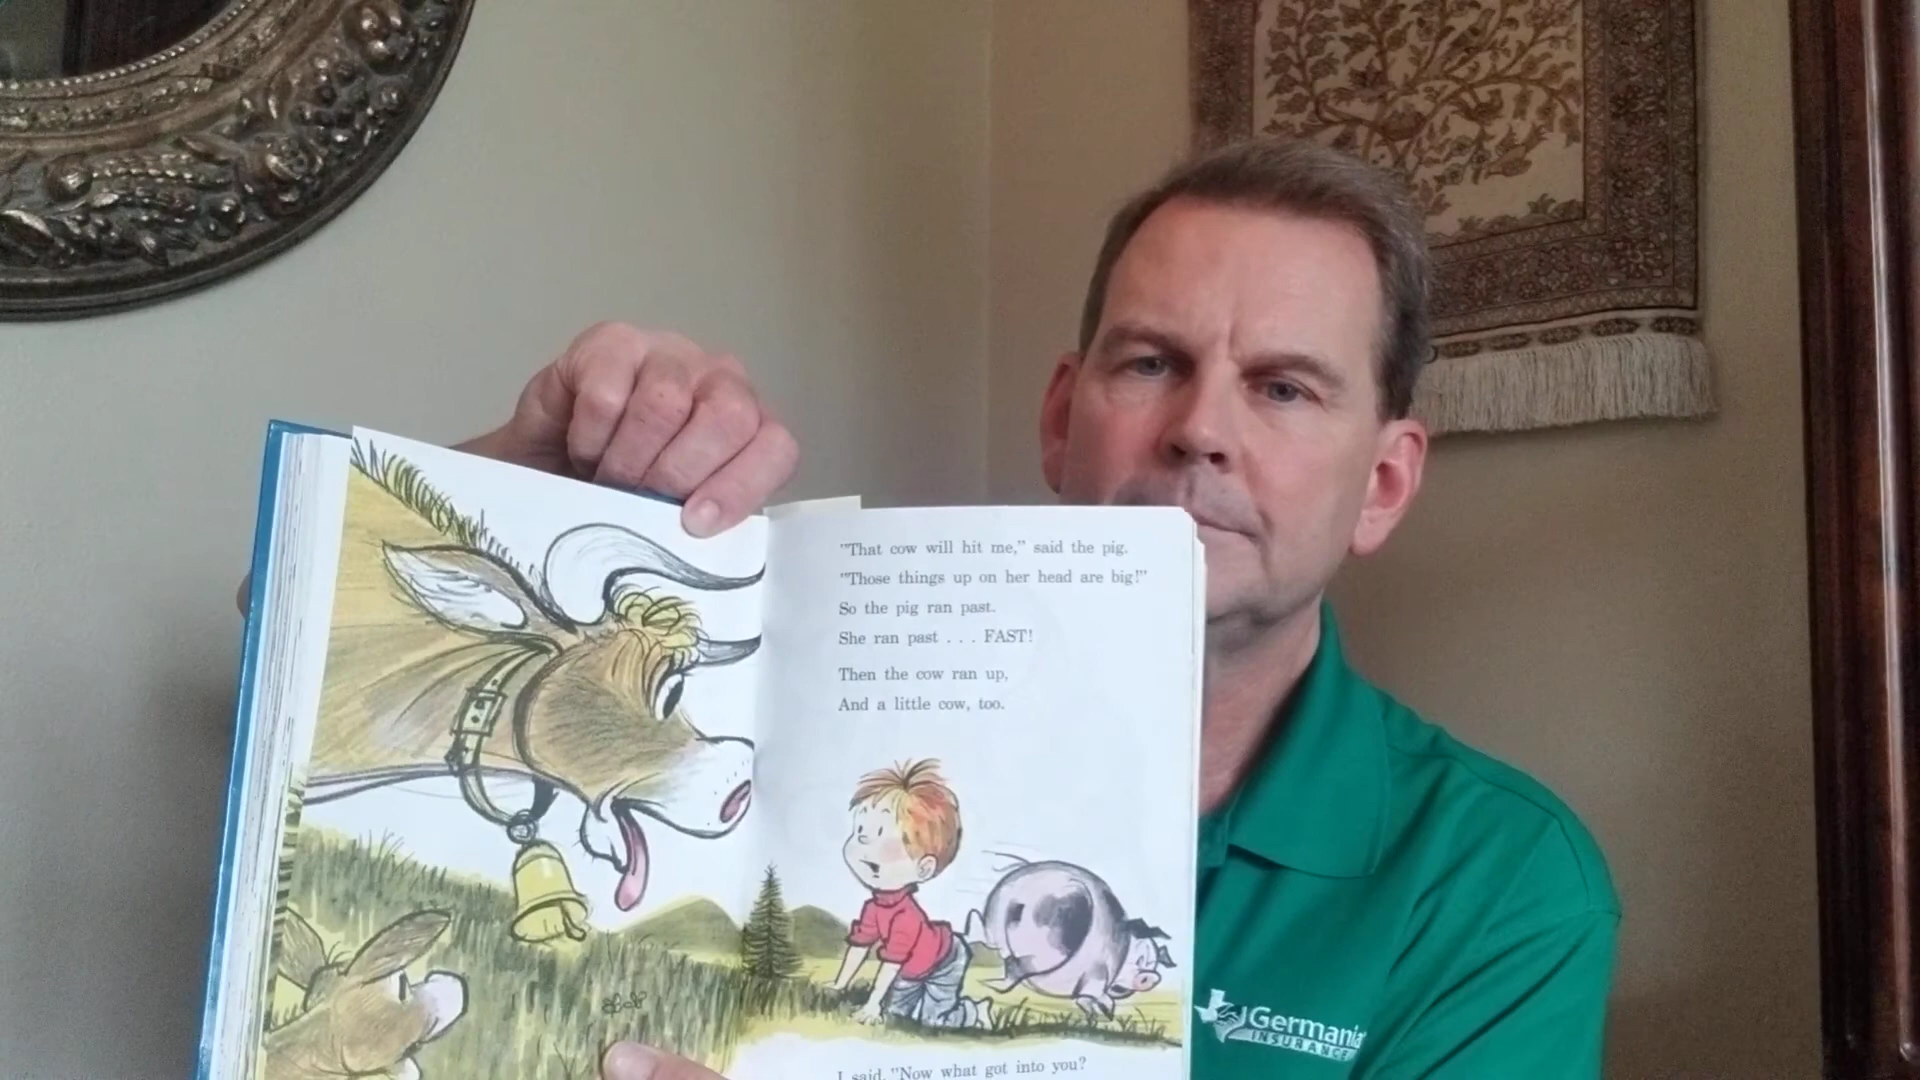 "That cow will hit me," said the pig.
"Those things up on her head are big!"
So the pig ran past.
She ran past . . . FAST!
Then the cow ran up,
And a little cow, too.
I said, "Now what got into you?
Germania
INSURANCE